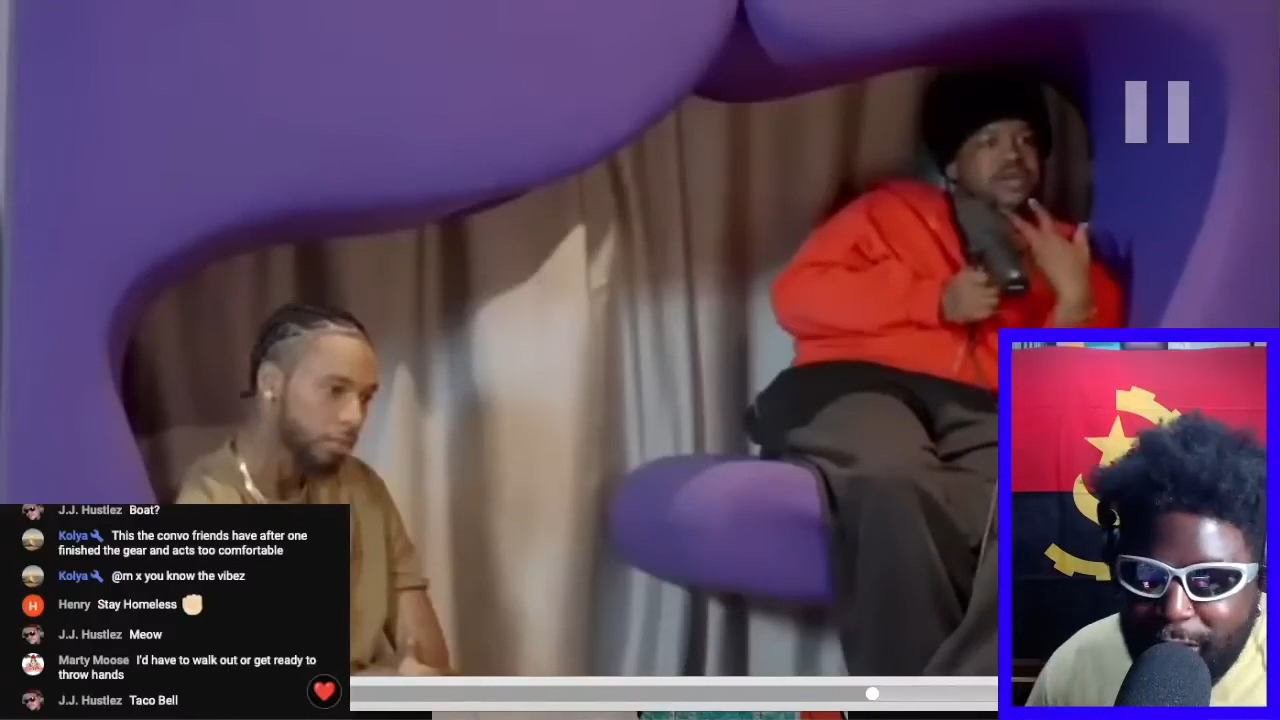 J.J. Hustlez Boat?
Kolya This the convo friends have after one
finished the gear and acts too comfortable
Kolya @m x you know the vibez
H Henry Stay Homeless
J.J. Hustlez Meow
Marty Moose I'd have to walk out or get ready to
throw hands
J.J. Hustlez Taco Bell